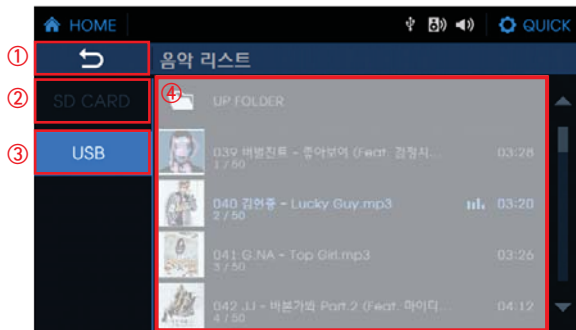 HOME
QUICK
①
음악 리스트
②
SD CARD
④
UP FOLDER
③
USB
039 버벌진트 - 좋아보여 (Feat. 검정치...
03:28
1 / 50
040 김현중 - Lucky Guy.mp3
03:20
2 / 50
041 G.NA - Top Girl.mp3
03:26
3 / 50
042 JJ - 바본가봐 Part.2 (Feat. 마이티...
04:12
4 / 50